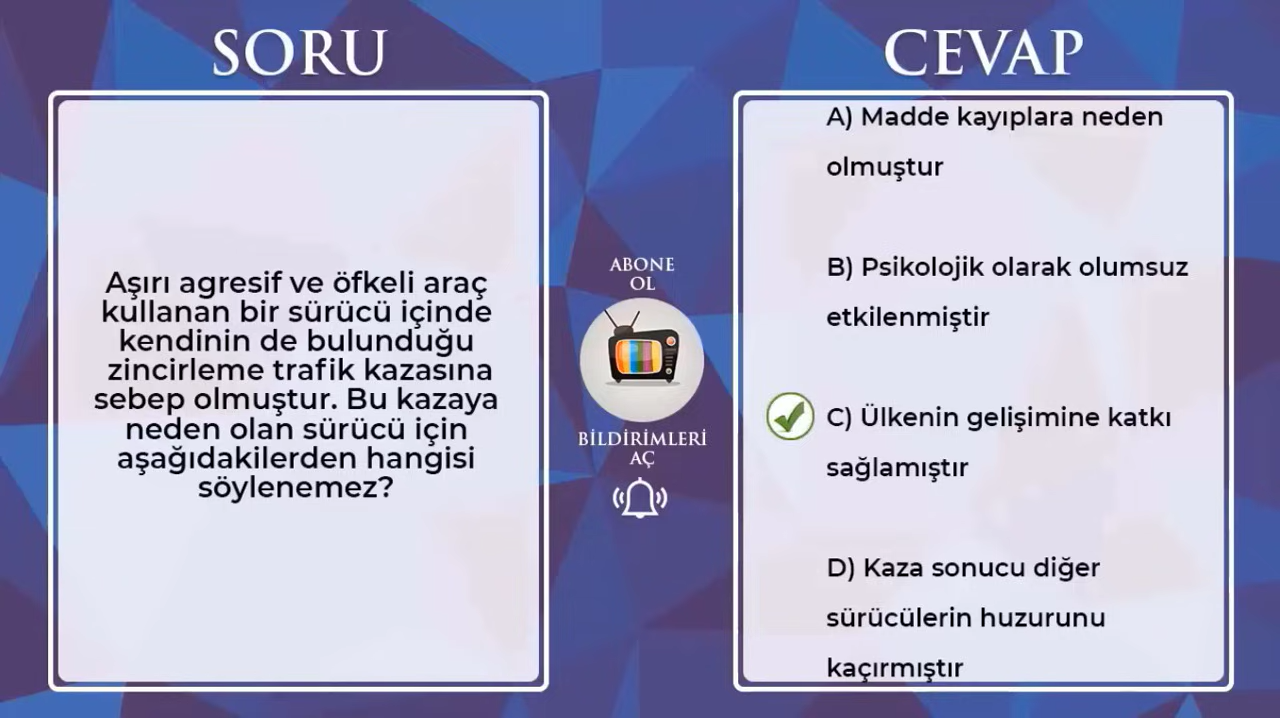 SORU
Aşırı agresif ve öfkeli araç
kullanan bir sürücü içinde
kendinin de bulunduğu
zincirleme trafik kazasına
sebep olmuştur. Bu kazaya
neden olan sürücü için
aşağıdakilerden hangisi
söylenemez?
ABONE
OL
BİLDİRİMLERİ
AÇ
CEVAP
A) Madde kayıplara neden
olmuştur
B) Psikolojik olarak olumsuz
etkilenmiştir
C) Ülkenin gelişimine katkı
sağlamıştır
D) Kaza sonucu diğer
sürücülerin huzurunu
kaçırmıştır